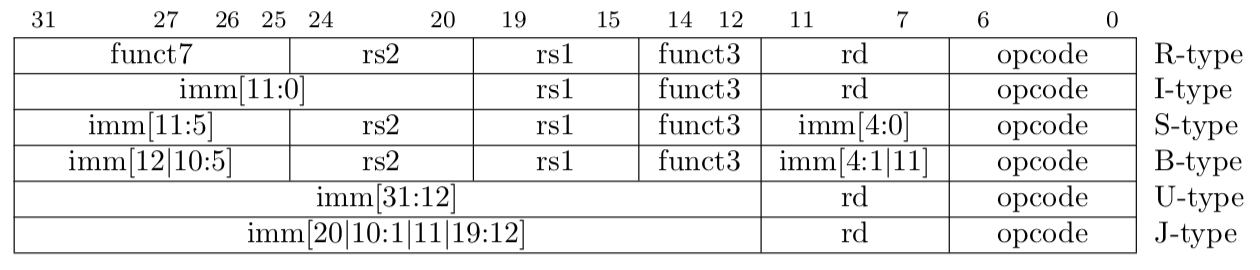 31 27 26 25 24 20 19 15 14 12 11 7 6 0
funct7 rs2 rs1 funct3 rd opcode R-type
imm[11:0] rs1 funct3 rd opcode I-type
imm[11:5] rs2 rs1 funct3 imm[4:0] opcode S-type
imm[12|10:5] rs2 rs1 funct3 imm[4:1|11] opcode B-type
imm[31:12] rd opcode U-type
imm[20|10:1|11|19:12] rd opcode J-type